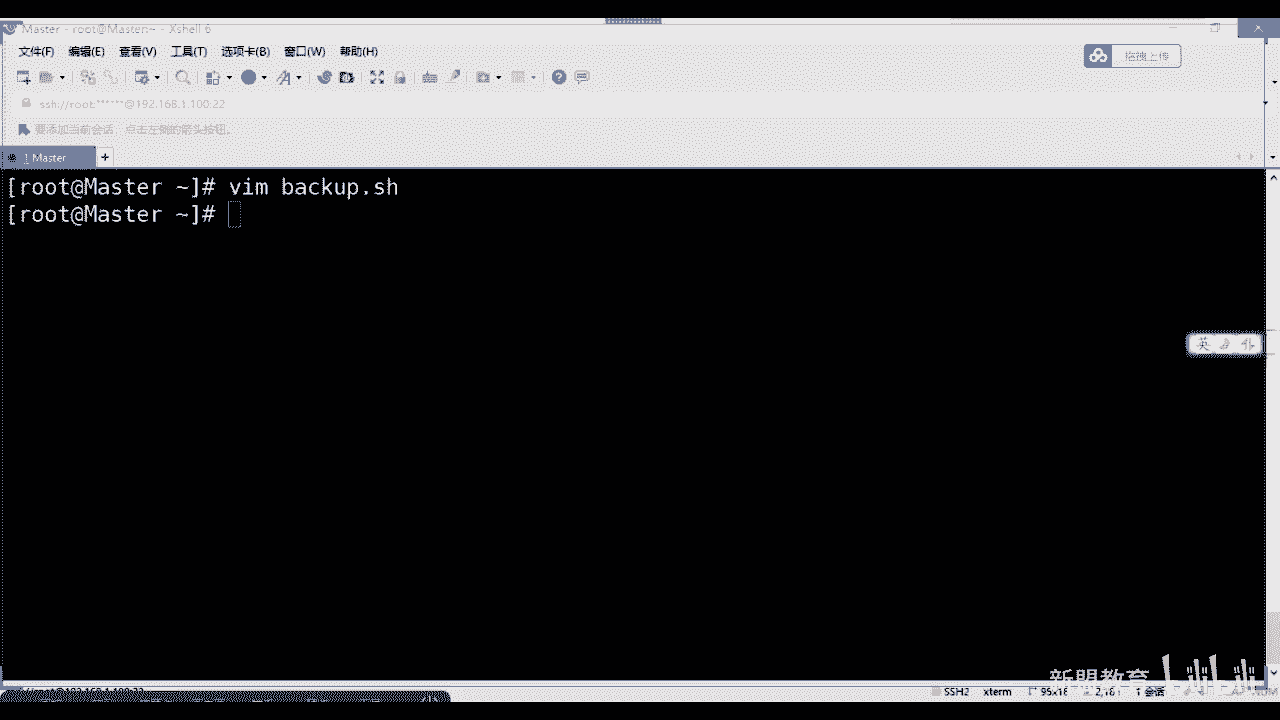 Master - root@Master:~ - Xshell 6
文件(F) 编辑(E) 查看(V) 工具(T) 选项卡(B) 窗口(W) 帮助(H)
拖拽上传
ssh://root:******@192.168.1.100:22
要添加当前会话，点击左侧的箭头按钮。
1 Master
[root@Master ~]# vim backup.sh
[root@Master ~]#
英
新盟教育
SSH2 xterm 1 会话